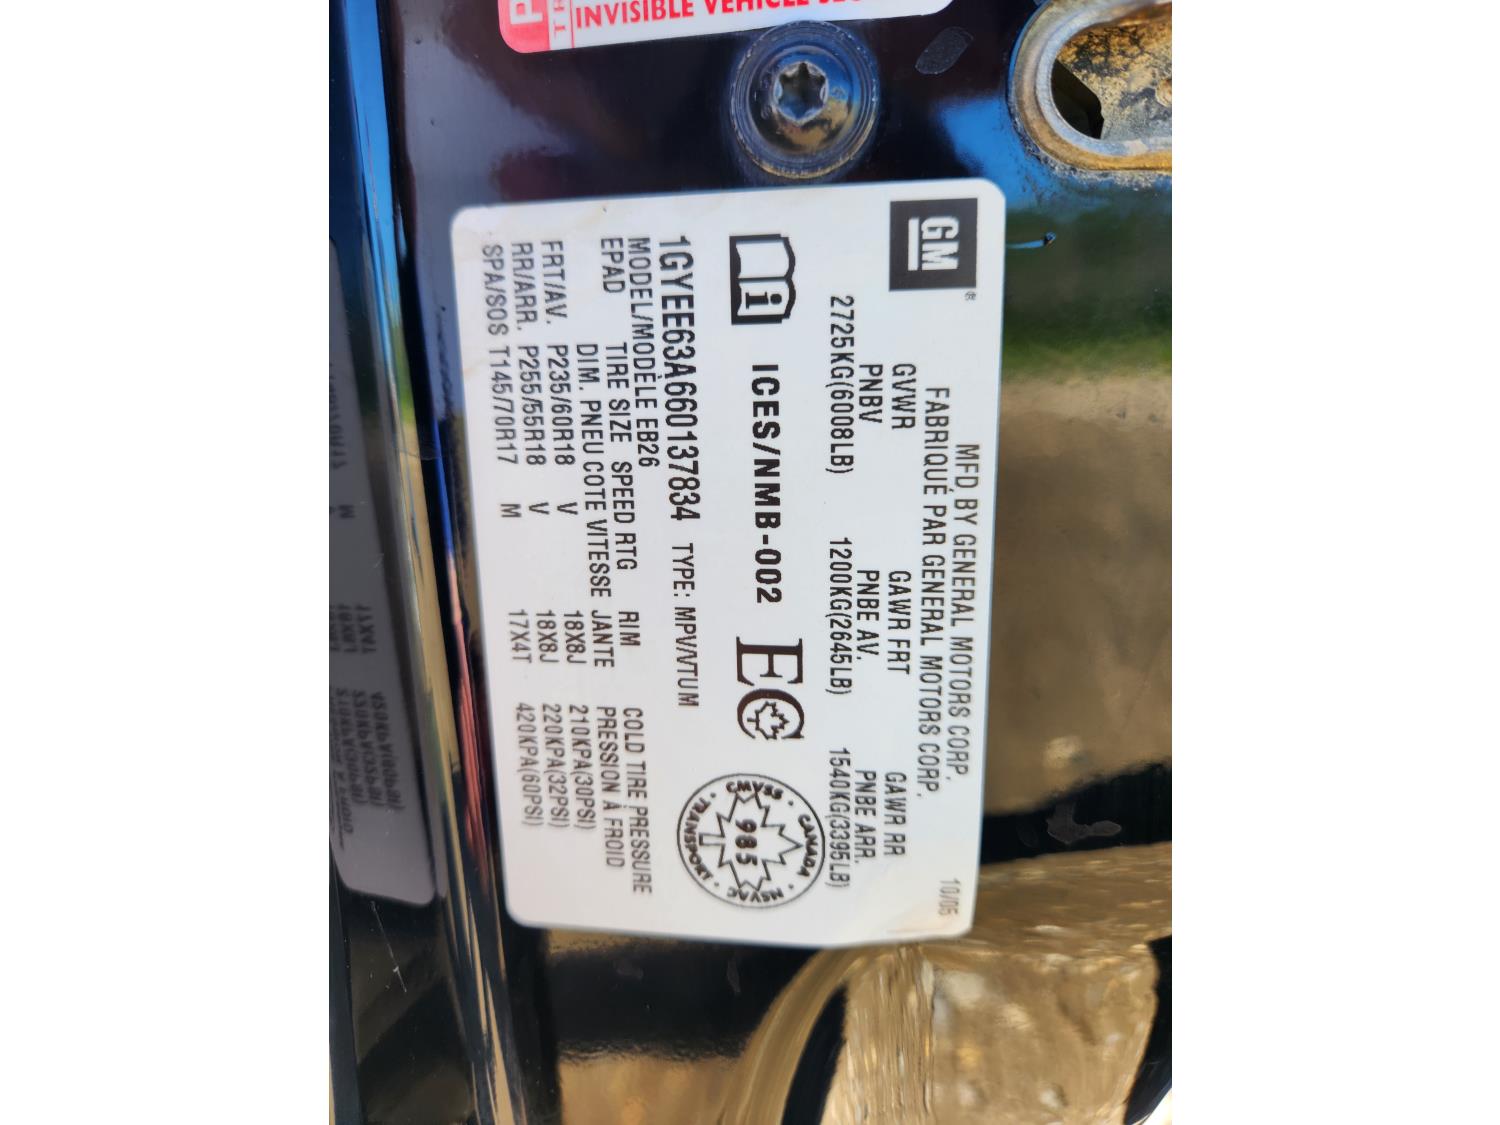 INVISIBLE VEHICLE
GM
MFD BY GENERAL MOTORS CORP. 10/05
FABRIQUÉ PAR GENERAL MOTORS CORP.
GVWR GAWR FRT GAWR RR
PNBV PNBE AV. PNBE ARR.
2725KG(6008LB) 1200KG(2645LB) 1540KG(3395LB)
i ICES/NMB-002 EC
CMVSS · CANADA · NSVAC · TRANSPORT ·
985
1GYEE63A660137834 TYPE: MPV/VTUM
MODEL/MODÈLE EB26
EPAD TIRE SIZE SPEED RTG RIM COLD TIRE PRESSURE
DIM. PNEU COTE VITESSE JANTE PRESSION À FROID
FRT/AV. P235/60R18 V 18X8J 210KPA(30PSI)
RR/ARR. P255/55R18 V 18X8J 220KPA(32PSI)
SPA/SOS T145/70R17 M 17X4T 420KPA(60PSI)